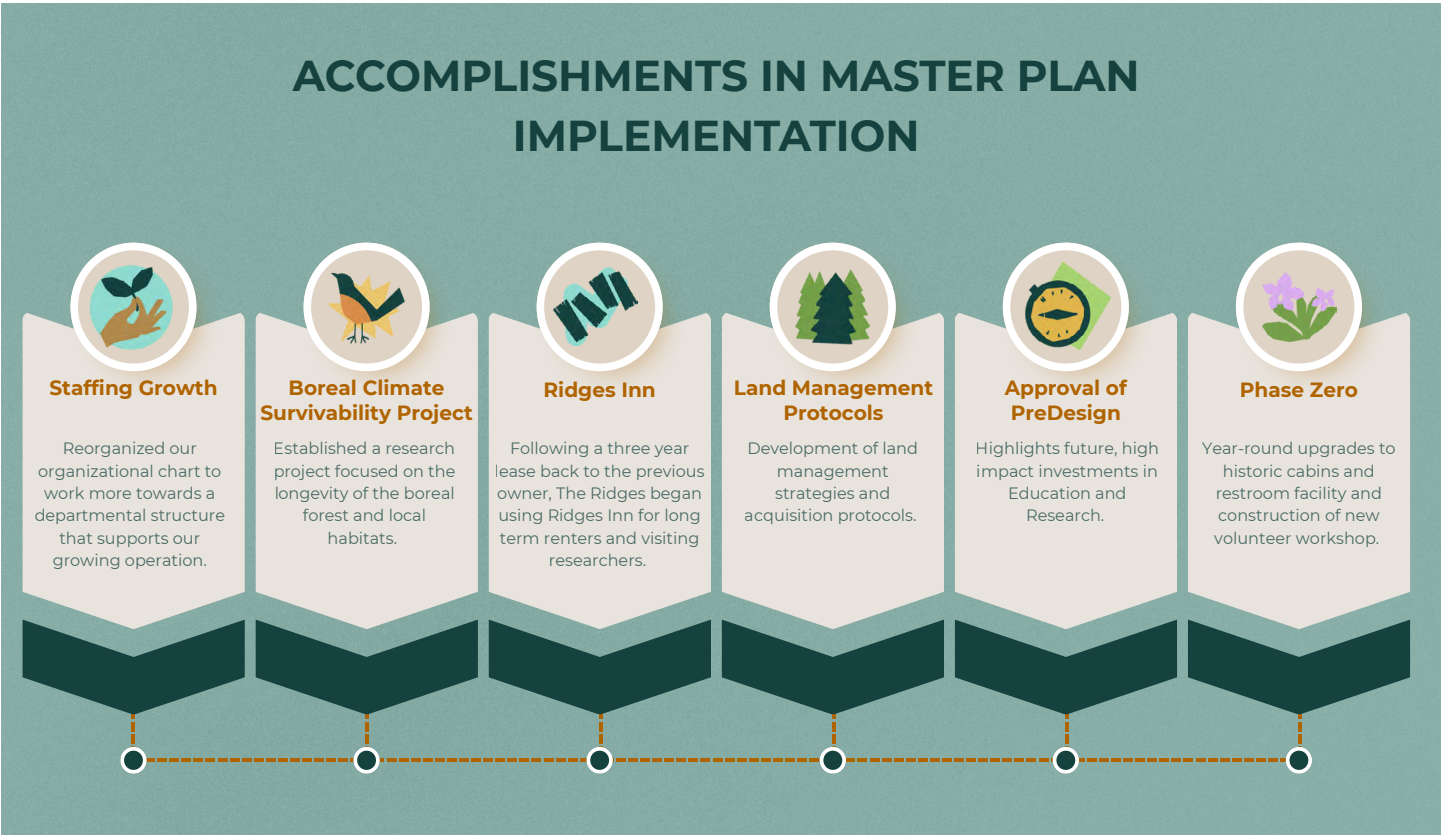 ACCOMPLISHMENTS IN MASTER PLAN
IMPLEMENTATION
Staffing Growth
Reorganized our
organizational chart to
work more towards a
departmental structure
that supports our
growing operation.
Boreal Climate
Survivability Project
Established a research
project focused on the
longevity of the boreal
forest and local
habitats.
Ridges Inn
Following a three year
lease back to the previous
owner, The Ridges began
using Ridges Inn for long
term renters and visiting
researchers.
Land Management
Protocols
Development of land
management
strategies and
acquisition protocols.
Approval of
PreDesign
Highlights future, high
impact investments in
Education and
Research.
Phase Zero
Year-round upgrades to
historic cabins and
restroom facility and
construction of new
volunteer workshop.